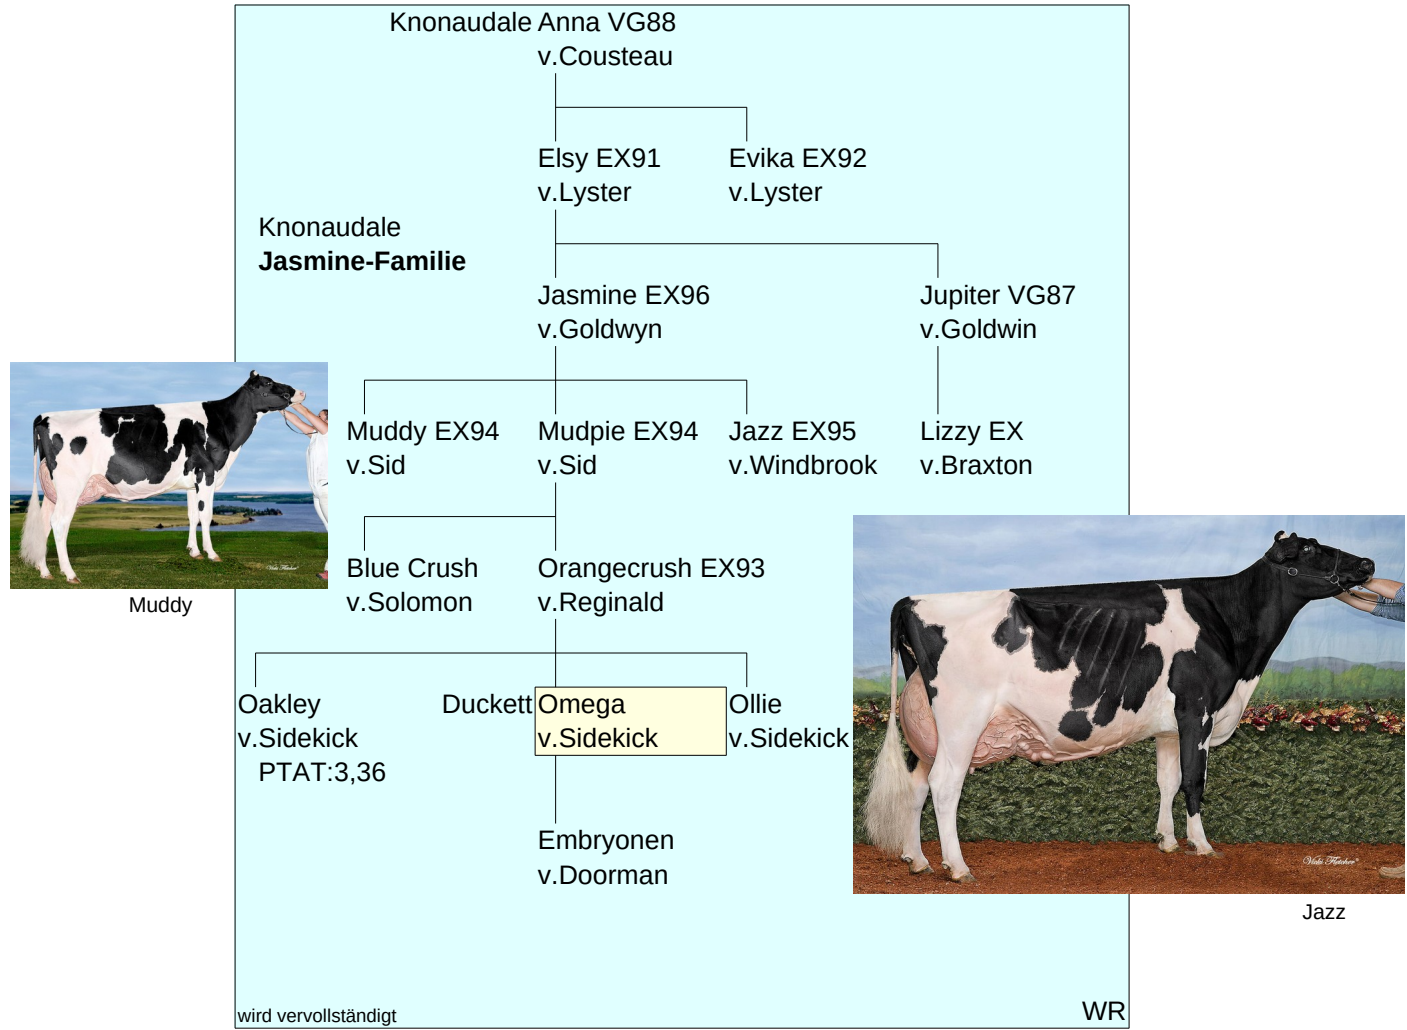 Knonaudale Anna VG88
v.Cousteau
Elsy EX91 Evika EX92
v.Lyster v.Lyster
Knonaudale
Jasmine-Familie
Jasmine EX96 Jupiter VG87
v.Goldwyn v.Goldwin
Muddy EX94 Mudpie EX94 Jazz EX95 Lizzy EX
v.Sid v.Sid v.Windbrook v.Braxton
Blue Crush Orangecrush EX93
v.Solomon v.Reginald
Muddy
Oakley Duckett Omega Ollie
v.Sidekick v.Sidekick v.Sidekick
PTAT:3,36
Embryonen
v.Doorman
Vicki Fletcher
Jazz
wird vervollständigt WR